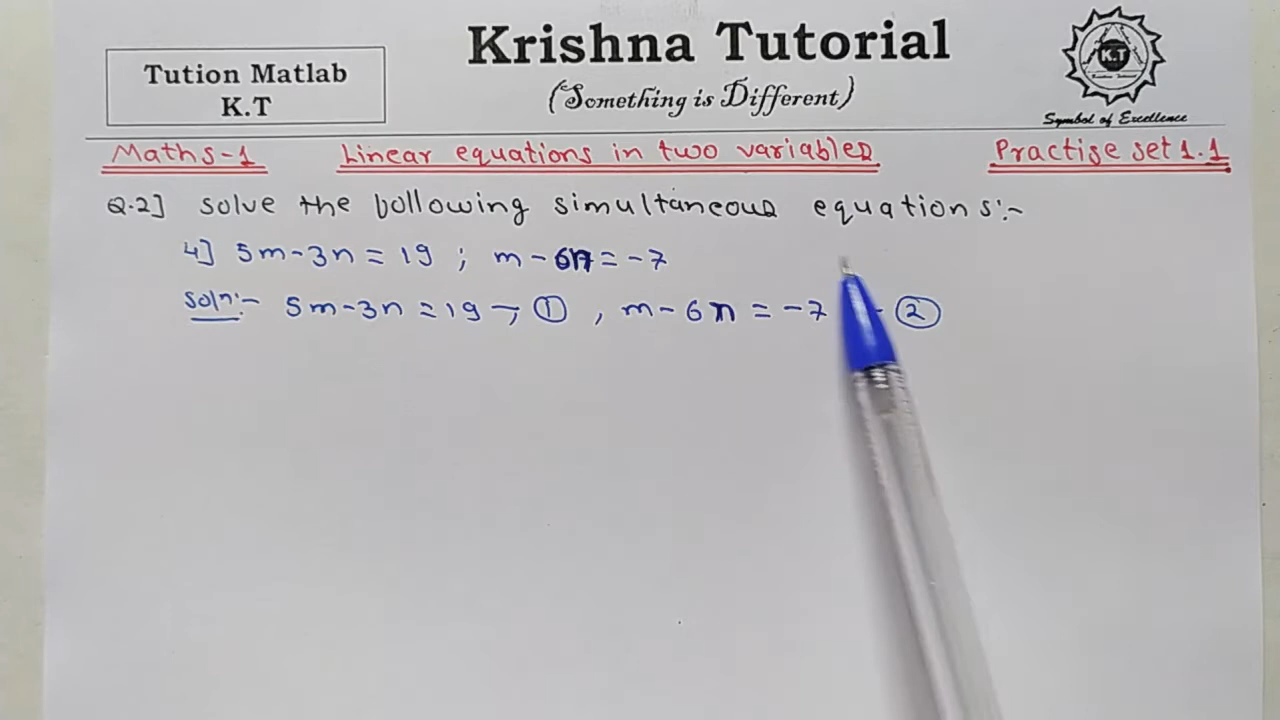 Tution Matlab
K.T
Krishna Tutorial
(Something is Different)
K.T
Symbol of Excellence
Maths-1 Linear equations in two variables Practise set 1.1
Q.2] solve the following simultaneous equations:-
4] 5m-3n=19 ; m-6n=-7
Soln:- 5m-3n=19 → ① , m-6n=-7 - ②